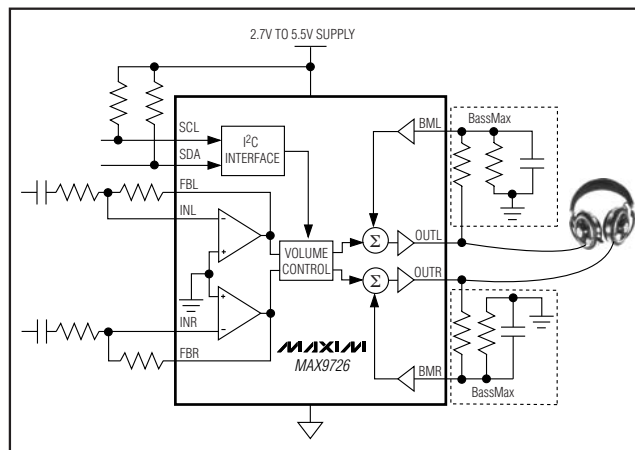 2.7V TO 5.5V SUPPLY
SCL
SDA
I²C
INTERFACE
FBL
INL
VOLUME
CONTROL
INR
FBR
MAXIM
MAX9726
BML
BassMax
Σ
OUTL
Σ
OUTR
BMR
BassMax